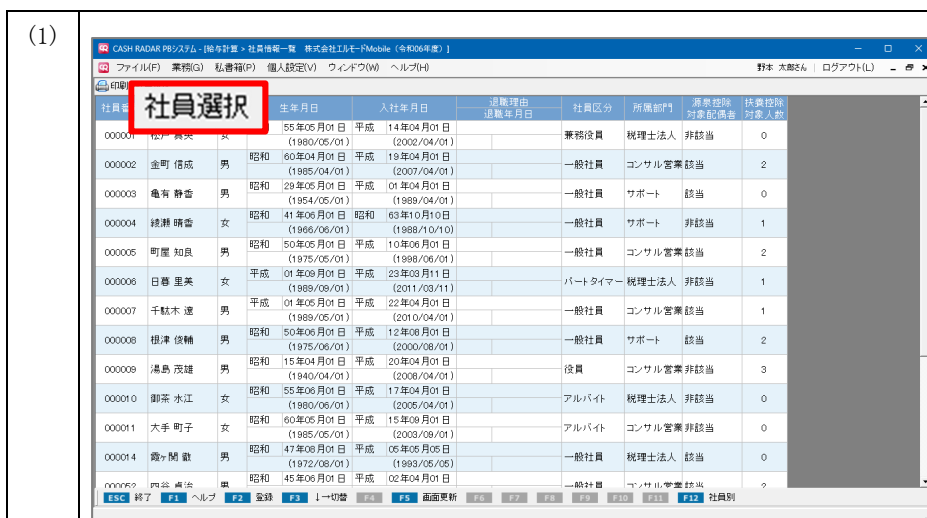 (1)
CASH RADAR PBシステム - [給与計算 > 社員情報一覧 株式会社エルモードMobile (令和06年度) ]
ファイル(F) 業務(G) 私書箱(P) 個人設定(V) ウィンドウ(W) ヘルプ(H) 野本 太郎さん | ログアウト(L)
印刷
社員選択
社員番 生年月日 入社年月日 退職理由 退職年月日 社員区分 所属部門 源泉控除対象配偶者 扶養控除対象人数
000001 松戸 真央 女 55年05月01日 (1980/05/01) 平成 14年04月01日 (2002/04/01) 兼務役員 税理士法人 非該当 0
000002 金町 信成 男 昭和 60年04月01日 (1985/04/01) 平成 19年04月01日 (2007/04/01) 一般社員 コンサル営業 該当 2
000003 亀有 静香 男 昭和 29年05月01日 (1954/05/01) 平成 01年04月01日 (1989/04/01) 一般社員 サポート 該当 0
000004 綾瀬 晴香 女 昭和 41年06月01日 (1966/06/01) 昭和 63年10月10日 (1988/10/10) 一般社員 サポート 非該当 1
000005 町屋 知良 男 昭和 50年05月01日 (1975/05/01) 平成 10年06月01日 (1998/06/01) 一般社員 コンサル営業 該当 2
000006 日暮 里美 女 平成 01年09月01日 (1989/09/01) 平成 23年03月11日 (2011/03/11) パートタイマー 税理士法人 非該当 1
000007 千駄木 遼 男 平成 01年05月01日 (1989/05/01) 平成 22年04月01日 (2010/04/01) 一般社員 コンサル営業 該当 1
000008 根津 俊輔 男 昭和 50年06月01日 (1975/06/01) 平成 12年08月01日 (2000/08/01) 一般社員 サポート 該当 2
000009 湯島 茂雄 男 昭和 15年04月01日 (1940/04/01) 平成 20年04月01日 (2008/04/01) 役員 コンサル営業 非該当 3
000010 御茶 水江 女 昭和 55年06月01日 (1980/06/01) 平成 17年04月01日 (2005/04/01) アルバイト 税理士法人 非該当 0
000011 大手 町子 女 昭和 60年05月01日 (1985/05/01) 平成 15年09月01日 (2003/09/01) アルバイト コンサル営業 非該当 0
000014 霞ヶ関 徹 男 昭和 47年08月01日 (1972/08/01) 平成 05年05月05日 (1993/05/05) 一般社員 税理士法人 該当 0
000052 四谷 貞治 男 昭和 45年06月01日 平成 02年04月01日 一般社員 コンサル営業 該当 2
ESC 終了 F1 ヘルプ F2 登録 F3 ↓→切替 F4 F5 画面更新 F6 F7 F8 F9 F10 F11 F12 社員別